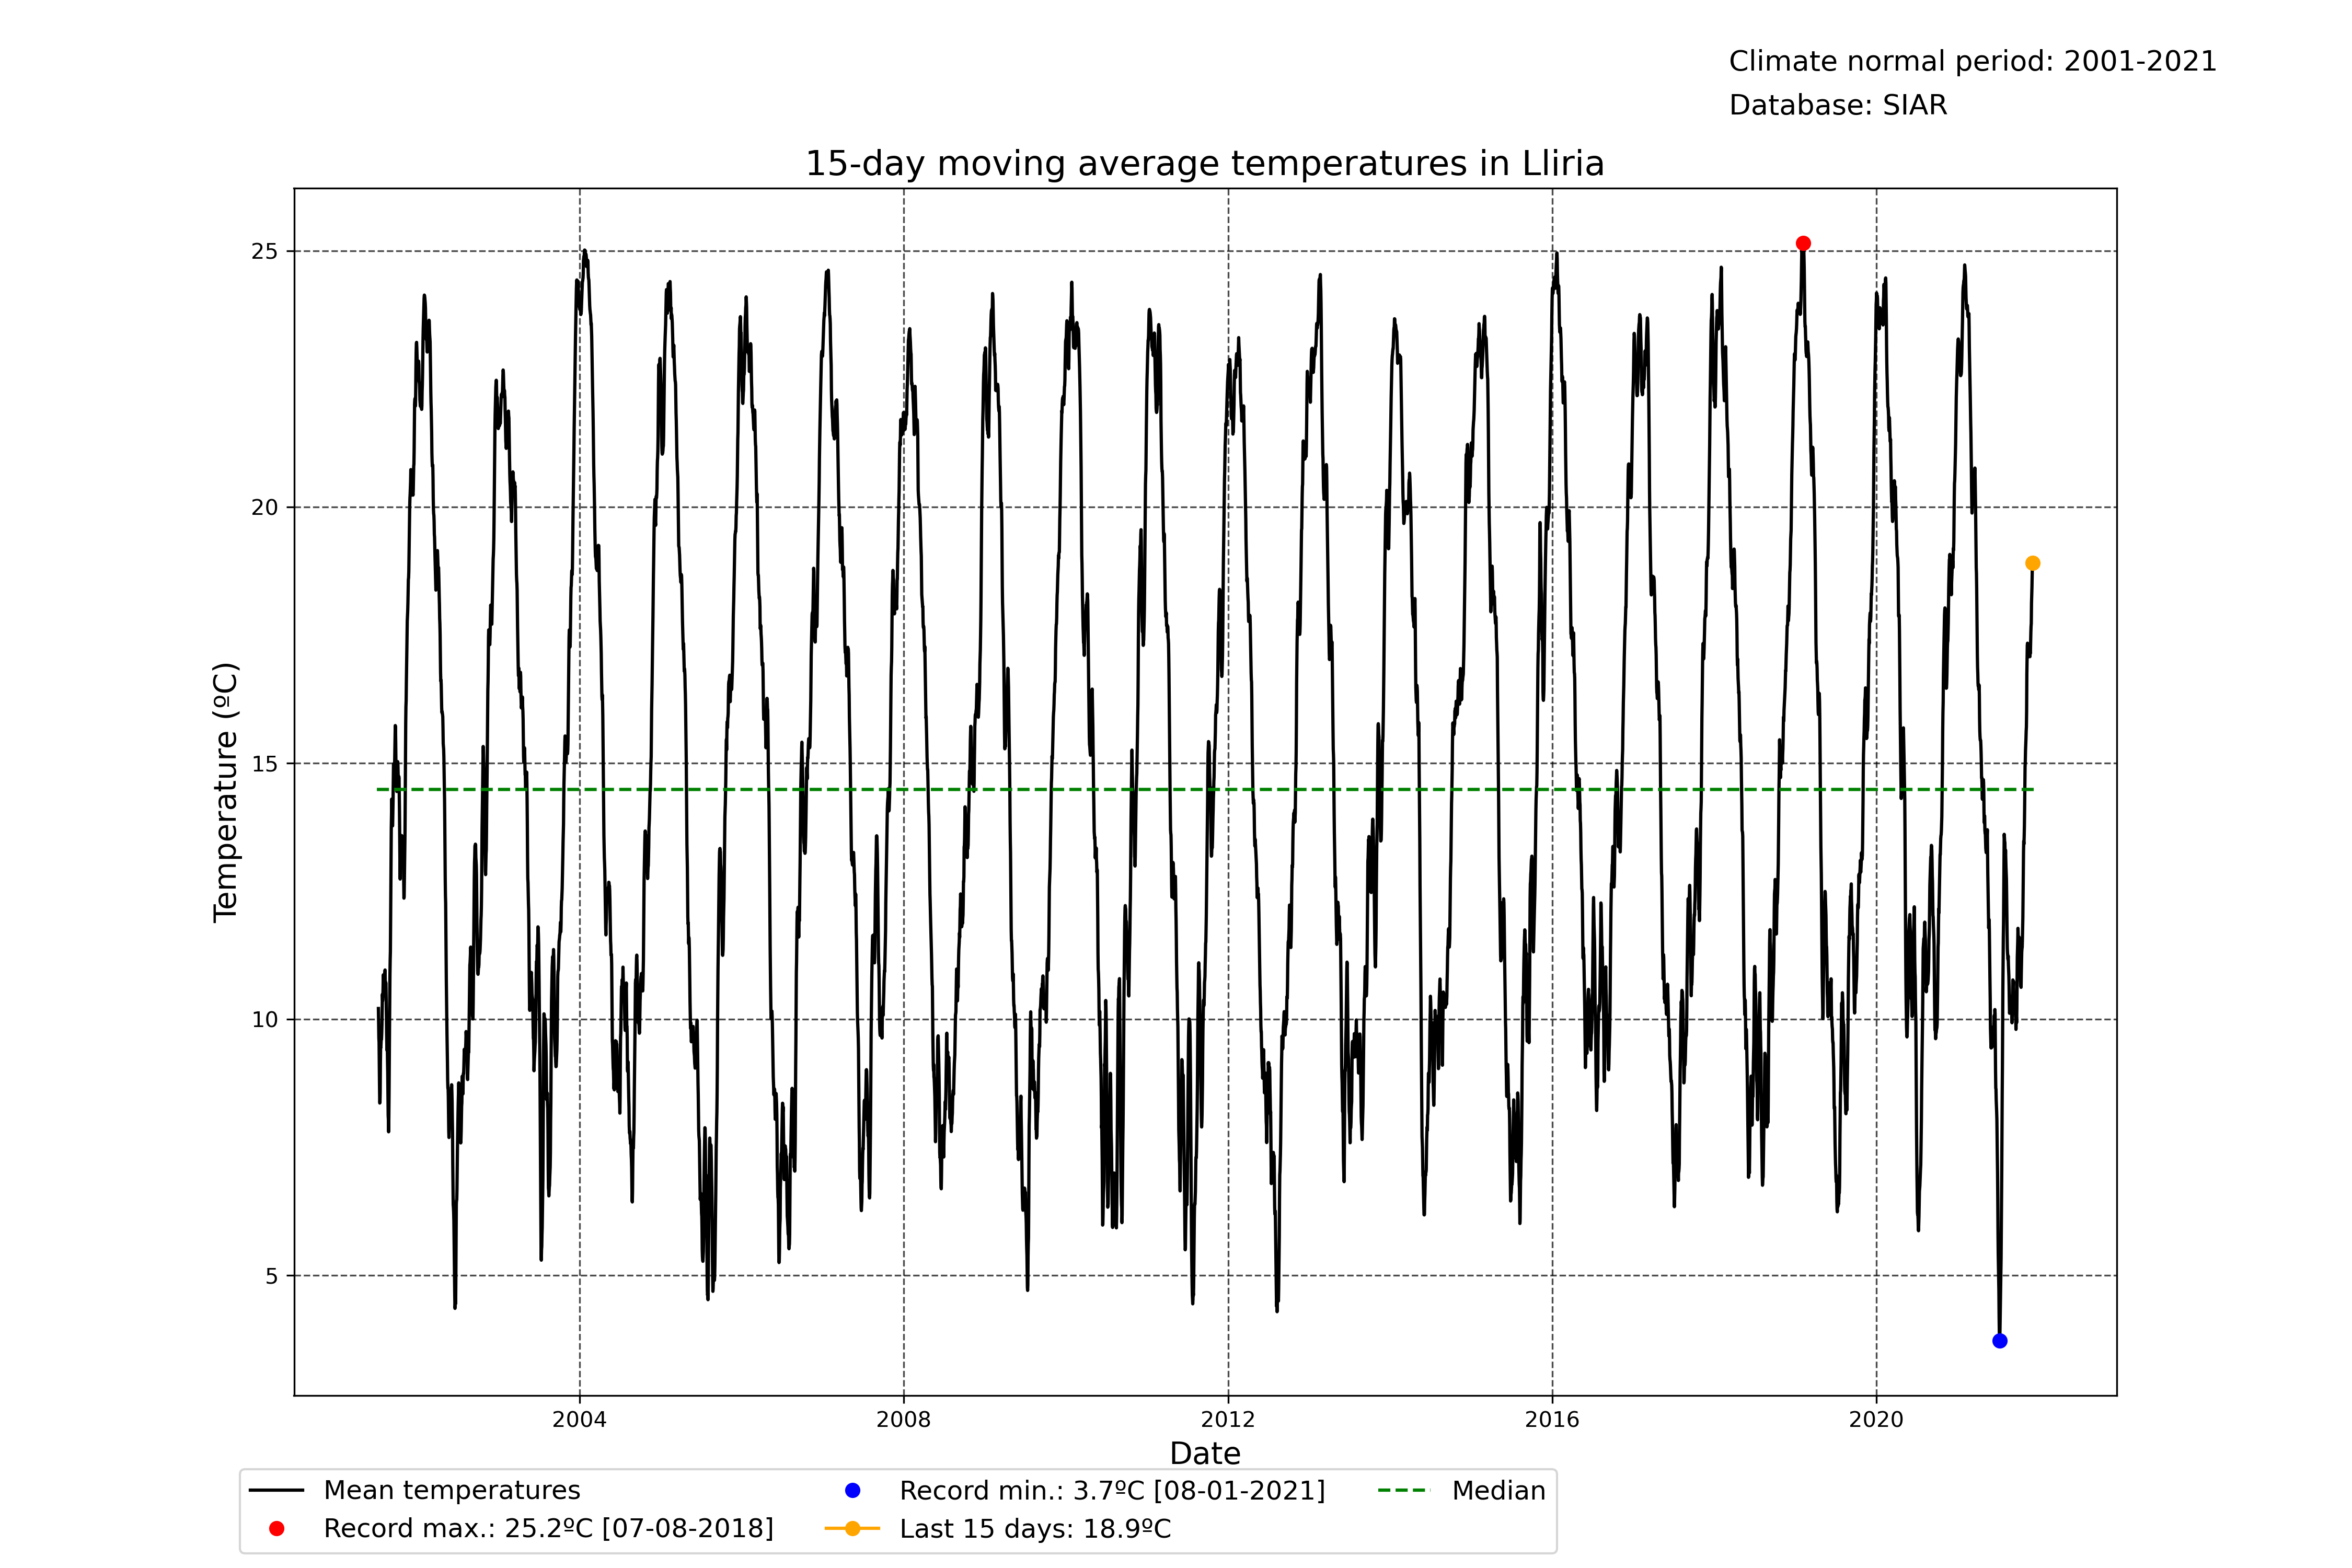 Climate normal period: 2001-2021
Database: SIAR
15-day moving average temperatures in Lliria
Temperature (ºC)
25
20
15
10
5
2004
2008
2012
2016
2020
Date
Mean temperatures
Record max.: 25.2ºC [07-08-2018]
Record min.: 3.7ºC [08-01-2021]
Last 15 days: 18.9ºC
Median